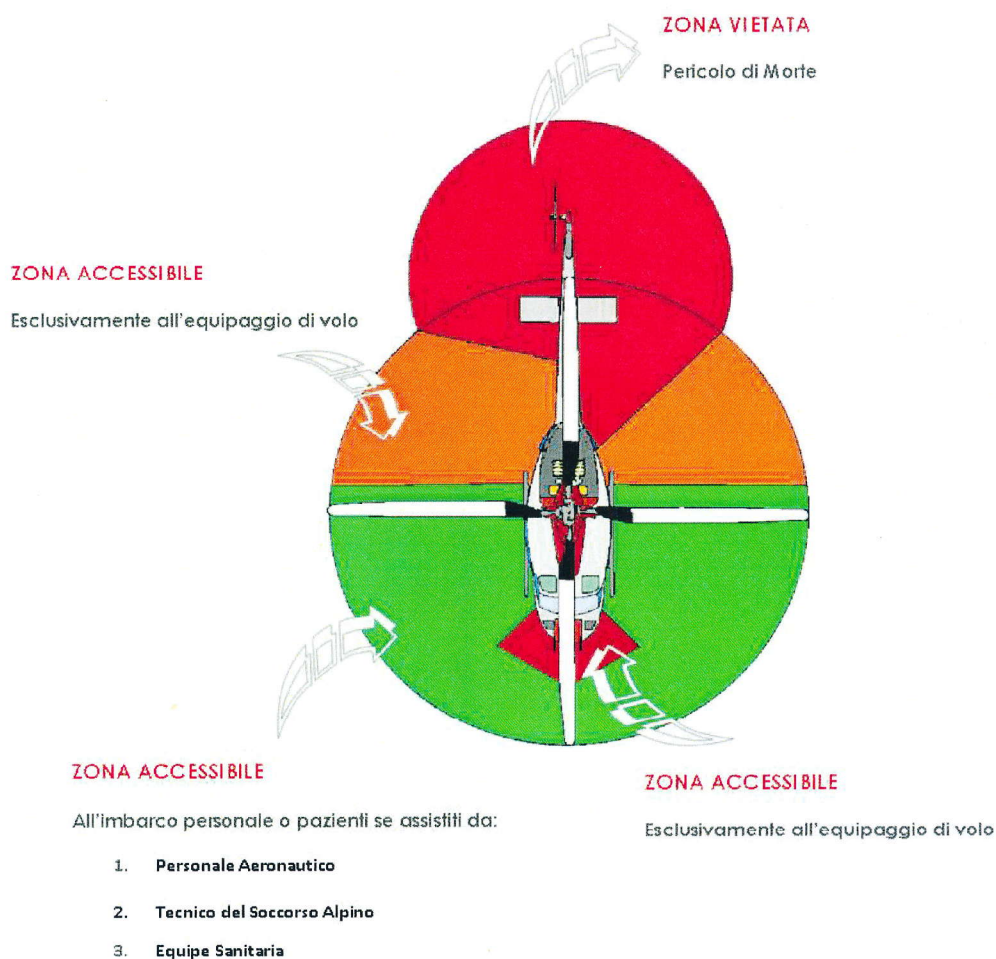 ZONA VIETATA
Pericolo di Morte
ZONA ACCESSIBILE
Esclusivamente all'equipaggio di volo
ZONA ACCESSIBILE
All'imbarco personale o pazienti se assistiti da:
1. Personale Aeronautico
2. Tecnico del Soccorso Alpino
3. Equipe Sanitaria
ZONA ACCESSIBILE
Esclusivamente all'equipaggio di volo